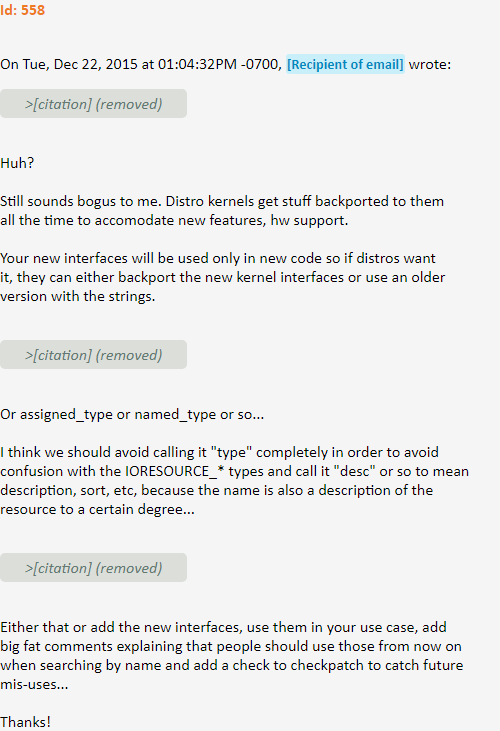 Id: 558
On Tue, Dec 22, 2015 at 01:04:32PM -0700, [Recipient of email] wrote:
>[citation] (removed)
Huh?
Still sounds bogus to me. Distro kernels get stuff backported to them
all the time to accomodate new features, hw support.
Your new interfaces will be used only in new code so if distros want
it, they can either backport the new kernel interfaces or use an older
version with the strings.
>[citation] (removed)
Or assigned_type or named_type or so...
I think we should avoid calling it "type" completely in order to avoid
confusion with the IORESOURCE_* types and call it "desc" or so to mean
description, sort, etc, because the name is also a description of the
resource to a certain degree...
>[citation] (removed)
Either that or add the new interfaces, use them in your use case, add
big fat comments explaining that people should use those from now on
when searching by name and add a check to checkpatch to catch future
mis-uses...
Thanks!